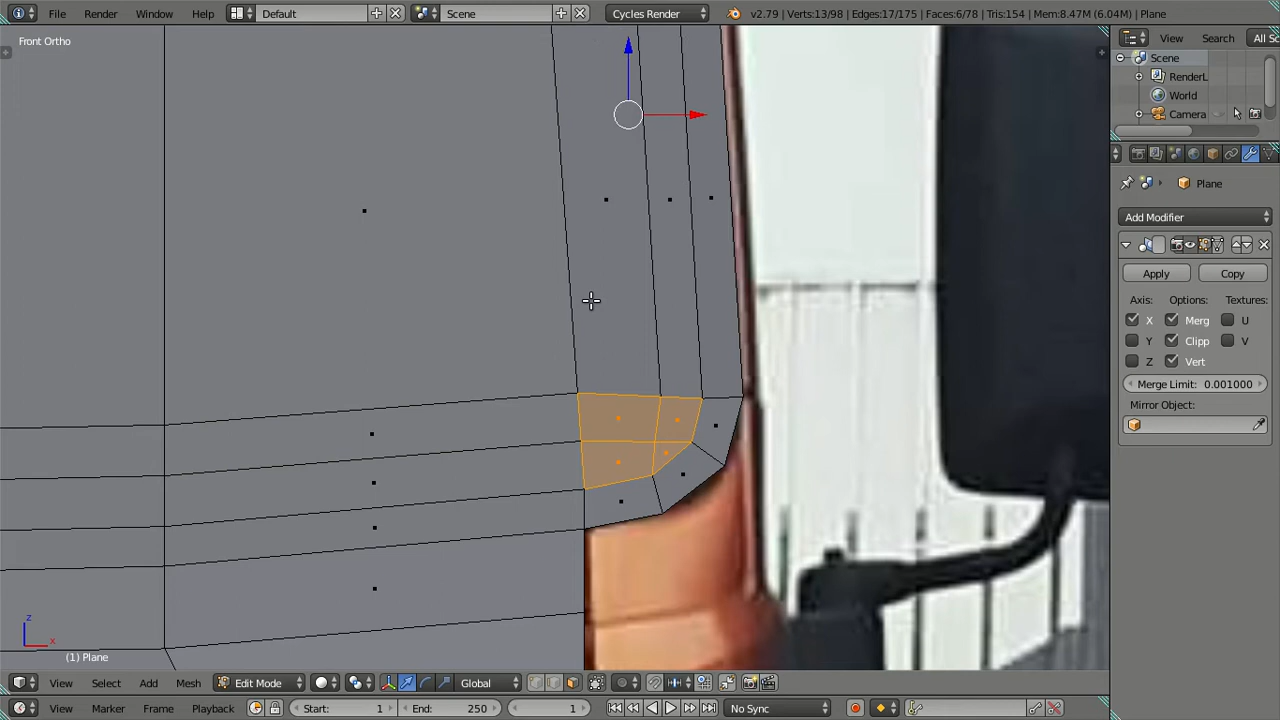 File Render Window Help Default Scene Cycles Render v2.79 | Verts:13/98 | Edges:17/175 | Faces:6/78 | Tris:154 | Mem:8.47M (6.04M) | Plane
Front Ortho
View Search All Sc
Scene
RenderL
World
Camera
Plane
Add Modifier
Apply Copy
Axis: Options: Textures:
X Merg U
Y Clipp V
Z Vert
Merge Limit: 0.001000
Mirror Object:
z
x
(1) Plane
View Select Add Mesh Edit Mode Global
View Marker Frame Playback Start: 1 End: 250 1 No Sync